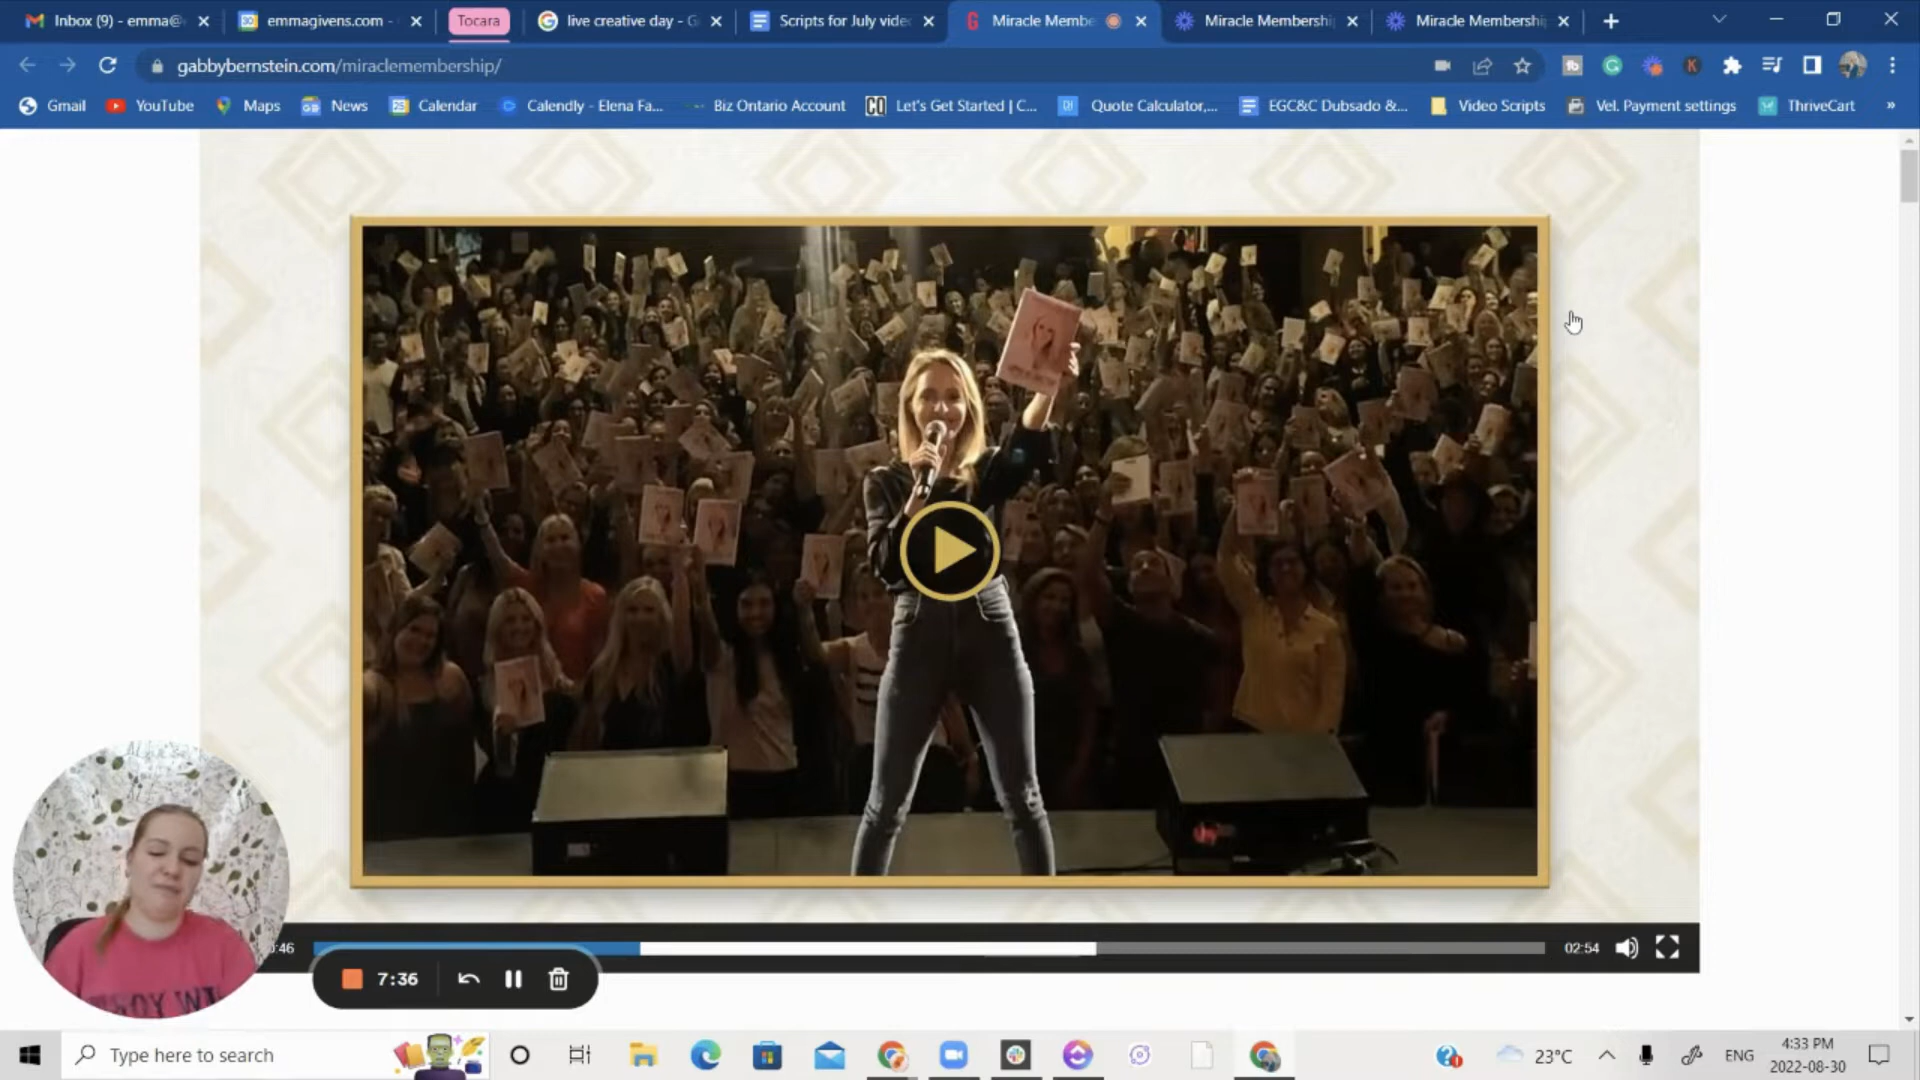 Inbox (9) - emma@
emmagivens.com -
Tocara
live creative day - G
Scripts for July vide
Miracle Membe
Miracle Membershi
Miracle Membershi
gabbybernstein.com/miraclemembership/
Gmail
YouTube
Maps
News
Calendar
Calendly - Elena Fa...
Biz Ontario Account
Let's Get Started | C...
Quote Calculator,...
EGC&C Dubsado &...
Video Scripts
Vel. Payment settings
ThriveCart
»
:46
02:54
7:36
Type here to search
23°C
ENG
4:33 PM
2022-08-30